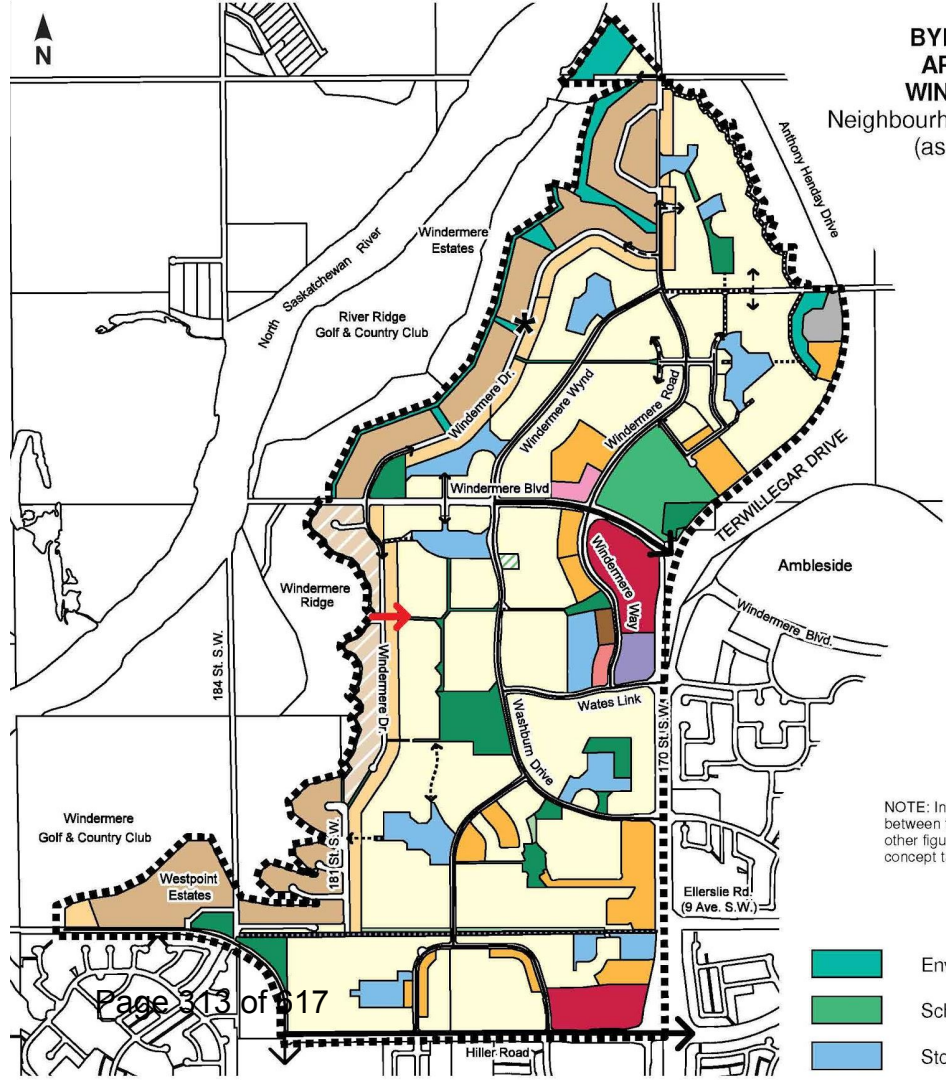 N
BY
AP
WIN
Neighbourh
(as
Anthony Henday Drive
North Saskatchewan River
Windermere
Estates
River Ridge
Golf & Country Club
Windermere Dr.
Windermere Wynd
Windermere Road
TERWILLEGAR DRIVE
Windermere Blvd
Ambleside
Windermere Way
Windermere Blvd.
Windermere
Ridge
184 St. S.W.
Windermere Dr.
Wates Link
Washburn Drive
170 St. S.W.
NOTE: In
between
other figu
concept t
Windermere
Golf & Country Club
181 St. S.W.
Westpoint
Estates
Ellerslie Rd.
(9 Ave. S.W.)
Env
Sch
Sto
Page 313 of 617
Hiller Road